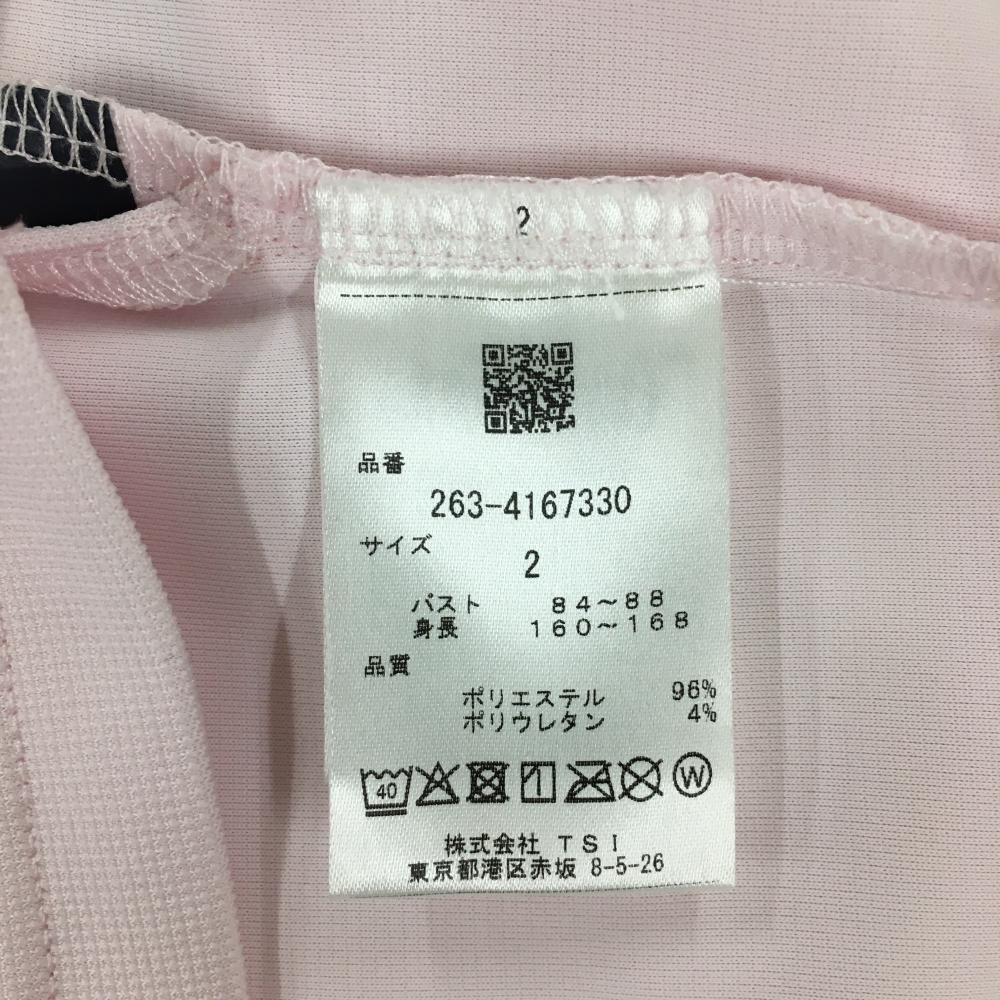 2
品番
263-4167330
サイズ
2
バスト 84～88
身長 160～168
品質
ポリエステル 96%
ポリウレタン 4%
40 W
株式会社 TSI
東京都港区赤坂 8-5-26